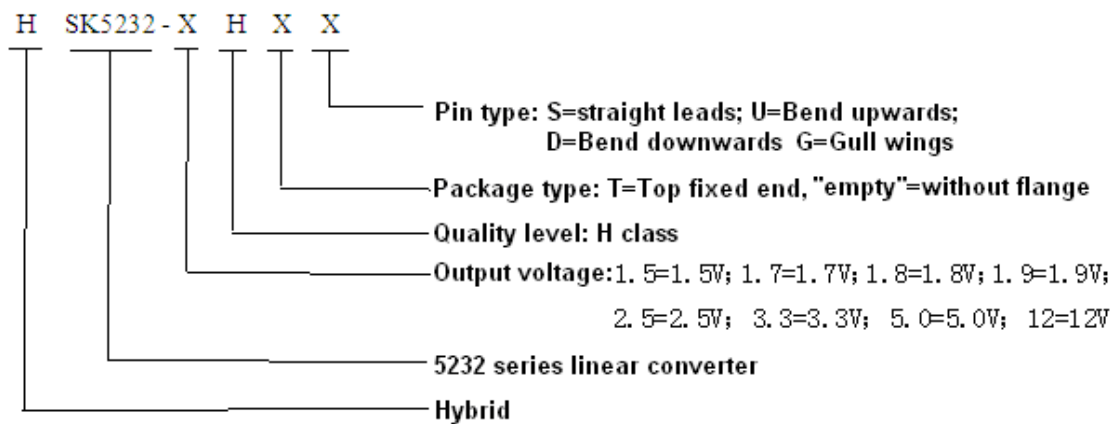 H SK5232-X H X X
Pin type: S=straight leads; U=Bend upwards;
D=Bend downwards G=Gull wings
Package type: T=Top fixed end, "empty"=without flange
Quality level: H class
Output voltage:1.5=1.5V; 1.7=1.7V; 1.8=1.8V; 1.9=1.9V;
2.5=2.5V; 3.3=3.3V; 5.0=5.0V; 12=12V
5232 series linear converter
Hybrid